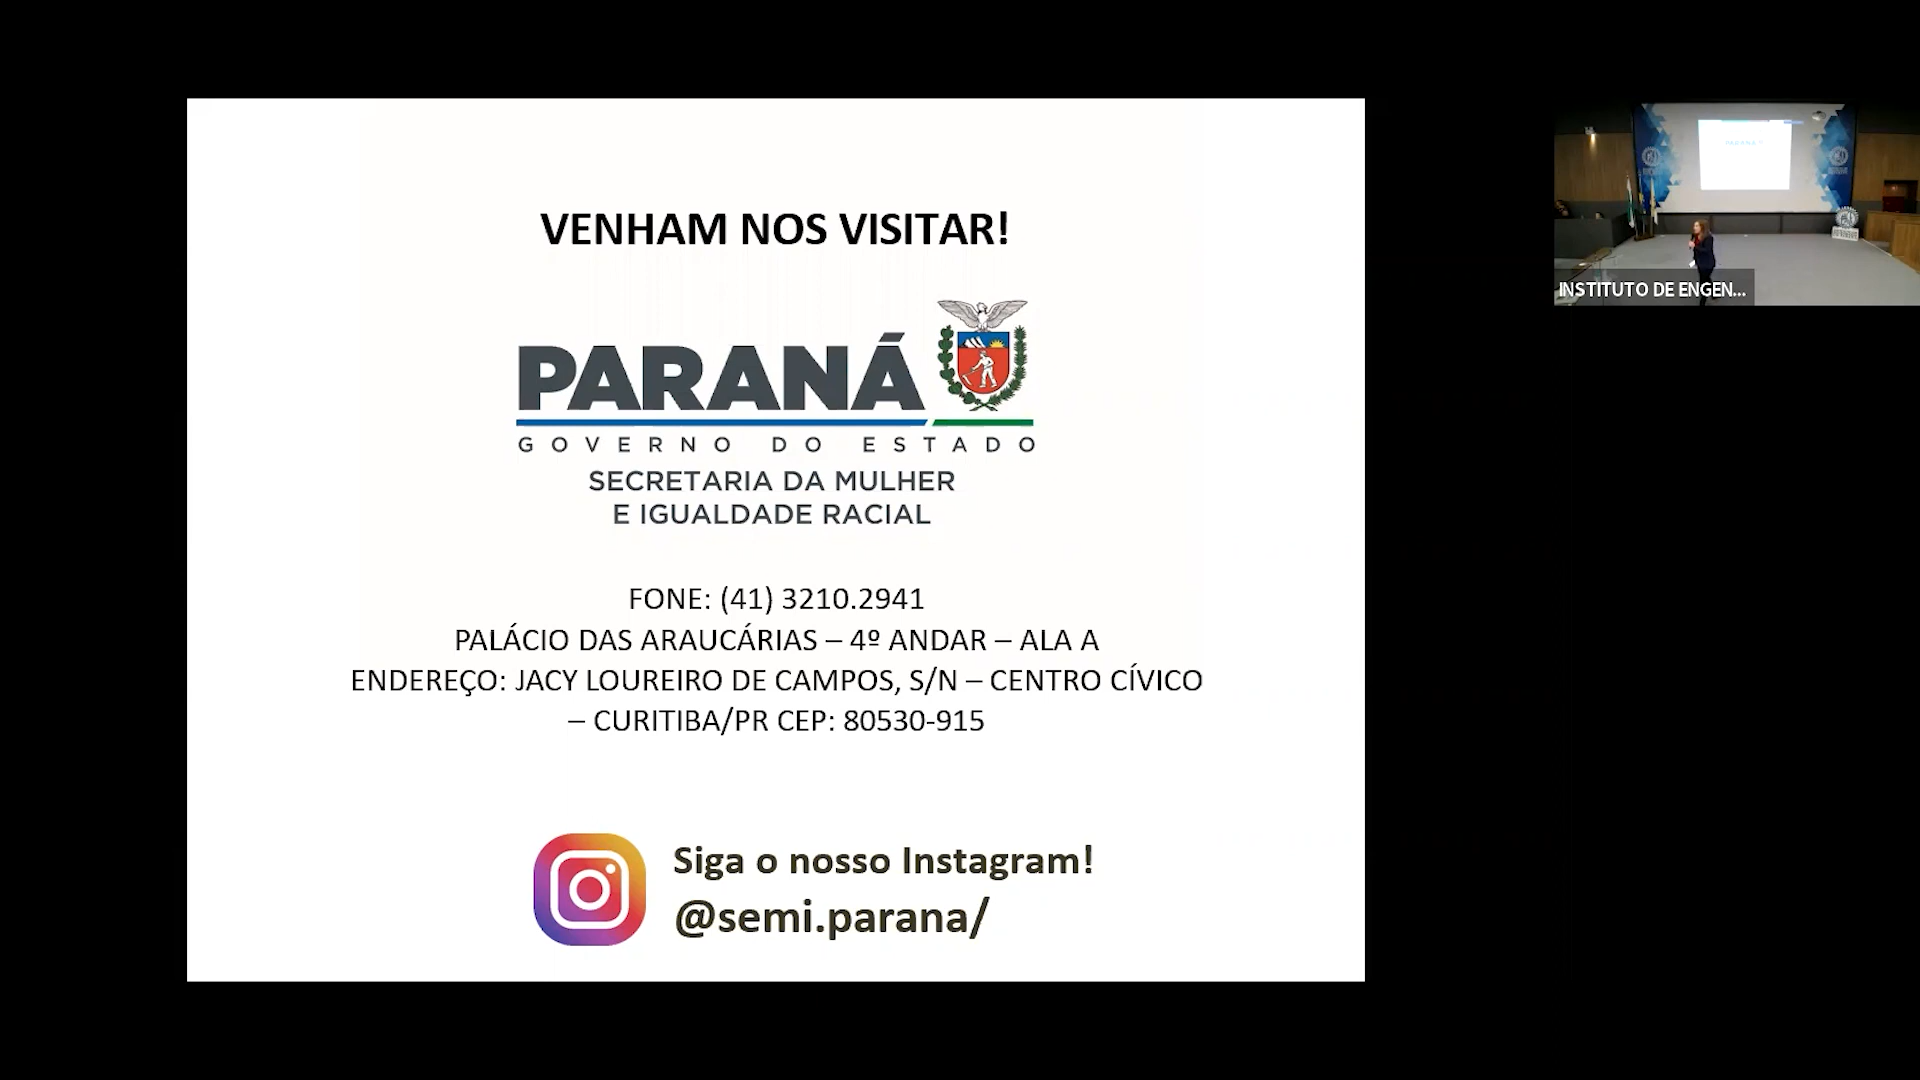 VENHAM NOS VISITAR!
PARANÁ
GOVERNO DO ESTADO
SECRETARIA DA MULHER
E IGUALDADE RACIAL
FONE: (41) 3210.2941
PALÁCIO DAS ARAUCÁRIAS – 4º ANDAR – ALA A
ENDEREÇO: JACY LOUREIRO DE CAMPOS, S/N – CENTRO CÍVICO
– CURITIBA/PR CEP: 80530-915
Siga o nosso Instagram!
@semi.parana/
INSTITUTO DE ENGEN...